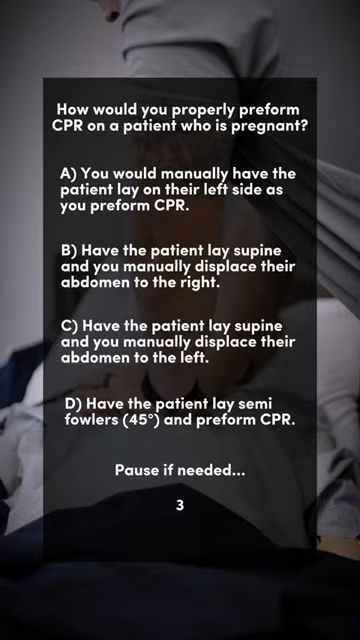 How would you properly preform
CPR on a patient who is pregnant?
A) You would manually have the
patient lay on their left side as
you preform CPR.
B) Have the patient lay supine
and you manually displace their
abdomen to the right.
C) Have the patient lay supine
and you manually displace their
abdomen to the left.
D) Have the patient lay semi
fowlers (45°) and preform CPR.
Pause if needed...
3